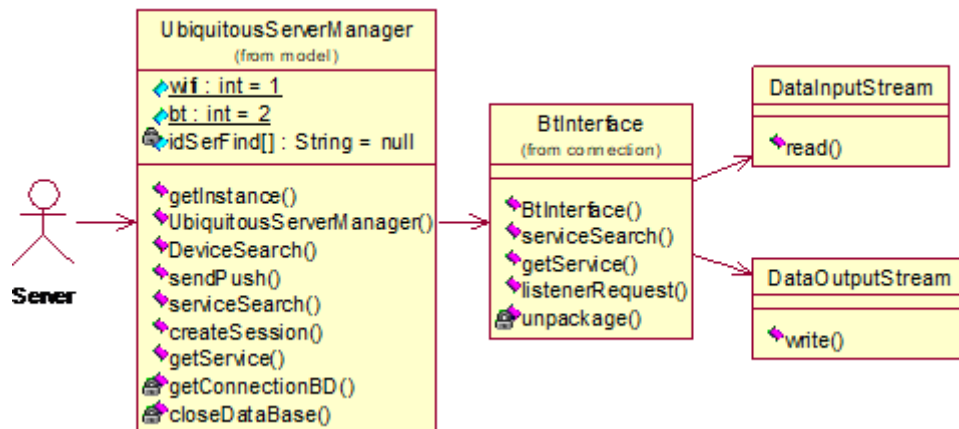 UbiquitousServerManager
(from model)
wifi : int = 1
bt : int = 2
idSerFind[] : String = null
getInstance()
UbiquitousServerManager()
DeviceSearch()
sendPush()
serviceSearch()
createSession()
getService()
getConnectionBD()
closeDataBase()
Server
BtInterface
(from connection)
BtInterface()
serviceSearch()
getService()
listenerRequest()
unpackage()
DataInputStream
read()
DataOutputStream
write()